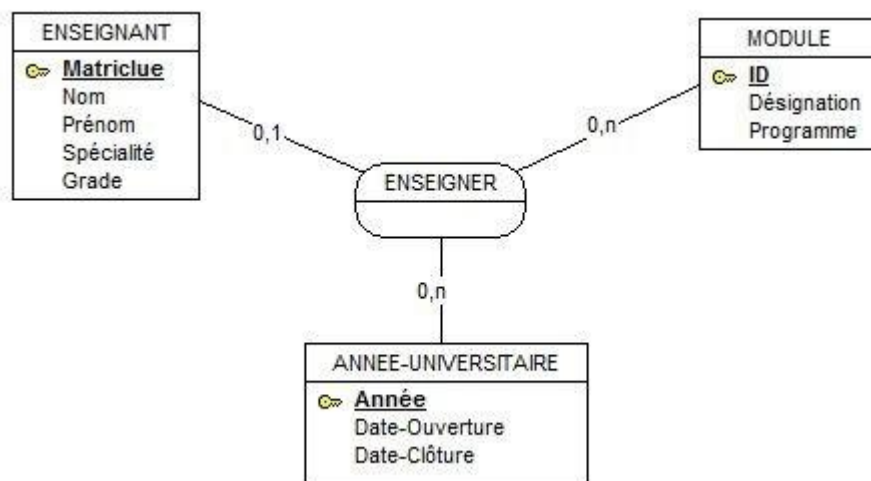 ENSEIGNANT
Matriclue
Nom
Prénom
Spécialité
Grade
MODULE
ID
Désignation
Programme
0,1
0,n
ENSEIGNER
0,n
ANNEE-UNIVERSITAIRE
Année
Date-Ouverture
Date-Clôture